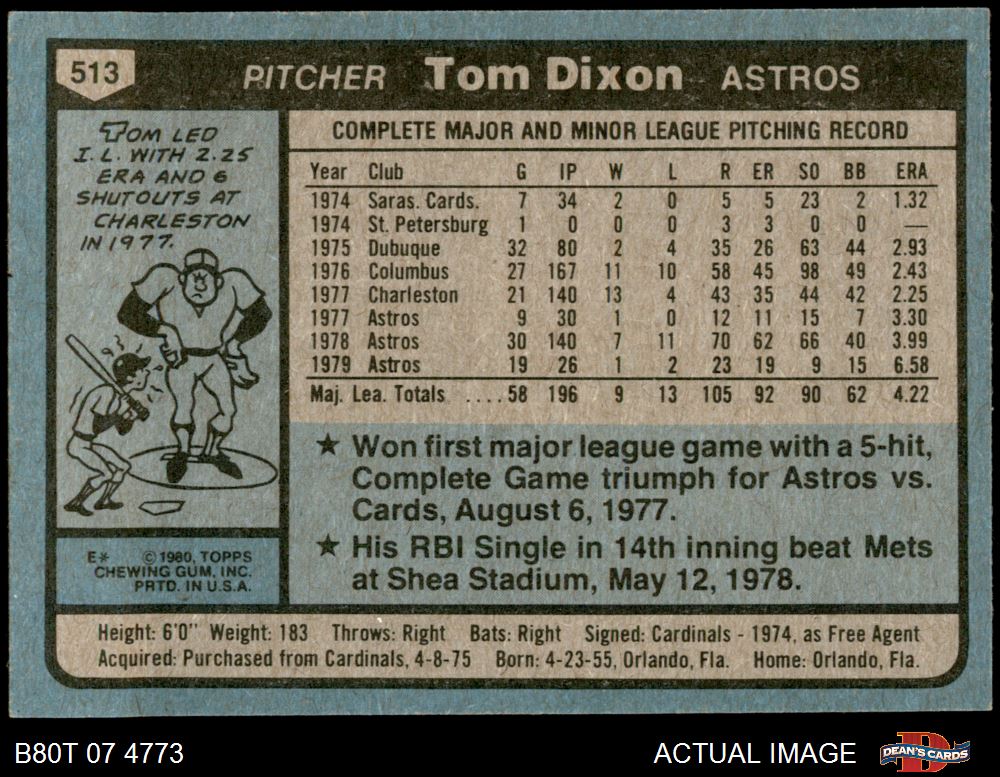 513 PITCHER Tom Dixon ASTROS
TOM LED
I.L. WITH 2.25
ERA AND 6
SHUTOUTS AT
CHARLESTON
IN 1977.
COMPLETE MAJOR AND MINOR LEAGUE PITCHING RECORD
Year Club G IP W L R ER SO BB ERA
1974 Saras. Cards. 7 34 2 0 5 5 23 2 1.32
1974 St. Petersburg 1 0 0 0 3 3 0 0 —
1975 Dubuque 32 80 2 4 35 26 63 44 2.93
1976 Columbus 27 167 11 10 58 45 98 49 2.43
1977 Charleston 21 140 13 4 43 35 44 42 2.25
1977 Astros 9 30 1 0 12 11 15 7 3.30
1978 Astros 30 140 7 11 70 62 66 40 3.99
1979 Astros 19 26 1 2 23 19 9 15 6.58
Maj. Lea. Totals ....58 196 9 13 105 92 90 62 4.22
★ Won first major league game with a 5-hit,
Complete Game triumph for Astros vs.
Cards, August 6, 1977.
★ His RBI Single in 14th inning beat Mets
at Shea Stadium, May 12, 1978.
E* © 1980, TOPPS
CHEWING GUM, INC.
PRTD. IN U.S.A.
Height: 6'0" Weight: 183 Throws: Right Bats: Right Signed: Cardinals - 1974, as Free Agent
Acquired: Purchased from Cardinals, 4-8-75 Born: 4-23-55, Orlando, Fla. Home: Orlando, Fla.
B80T 07 4773 ACTUAL IMAGE DEAN'S CARDS